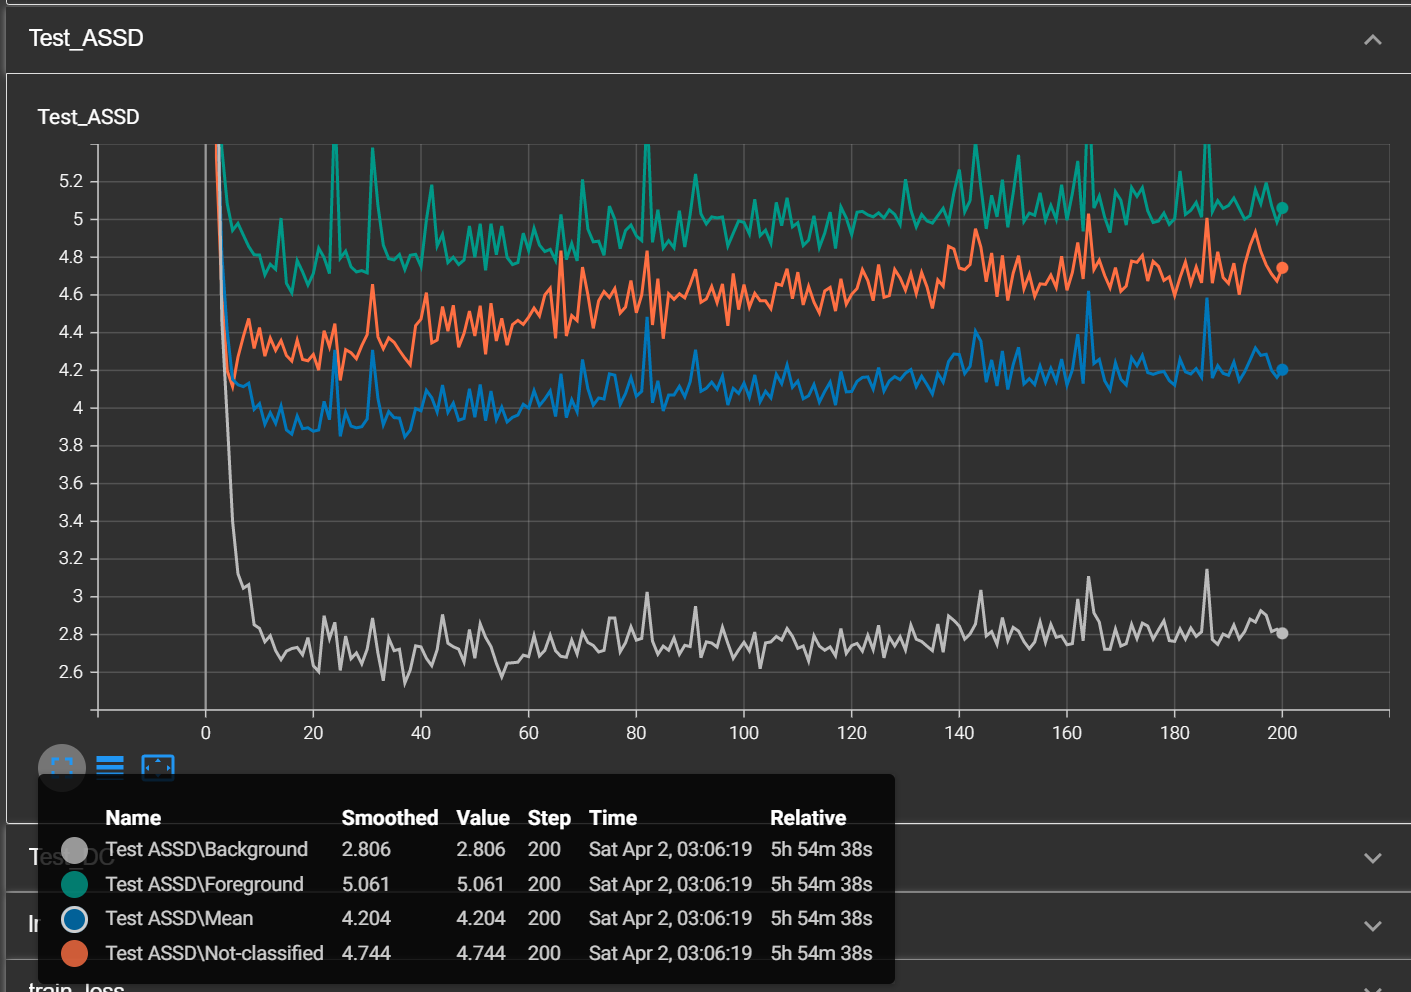 Test_ASSD
Test_ASSD
5.2
5
4.8
4.6
4.4
4.2
4
3.8
3.6
3.4
3.2
3
2.8
2.6
0 20 40 60 80 100 120 140 160 180 200
Name Smoothed Value Step Time Relative
Test ASSD\Background 2.806 2.806 200 Sat Apr 2, 03:06:19 5h 54m 38s
Test_DC
Test ASSD\Foreground 5.061 5.061 200 Sat Apr 2, 03:06:19 5h 54m 38s
Test ASSD\Mean 4.204 4.204 200 Sat Apr 2, 03:06:19 5h 54m 38s
Test ASSD\Not-classified 4.744 4.744 200 Sat Apr 2, 03:06:19 5h 54m 38s
train_loss